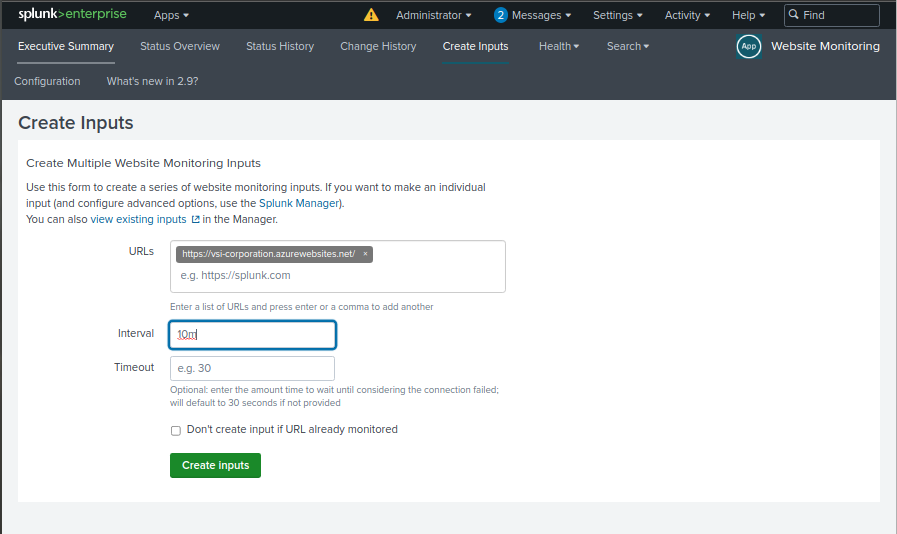 splunk>enterprise Apps Administrator 2 Messages Settings Activity Help Find
Executive Summary Status Overview Status History Change History Create Inputs Health Search App Website Monitoring
Configuration What's new in 2.9?
Create Inputs
Create Multiple Website Monitoring Inputs
Use this form to create a series of website monitoring inputs. If you want to make an individual
input (and configure advanced options, use the Splunk Manager).
You can also view existing inputs in the Manager.
URLs https://vsi-corporation.azurewebsites.net/ ×
e.g. https://splunk.com
Enter a list of URLs and press enter or a comma to add another
Interval 10m
Timeout e.g. 30
Optional: enter the amount time to wait until considering the connection failed;
will default to 30 seconds if not provided
Don't create input if URL already monitored
Create inputs